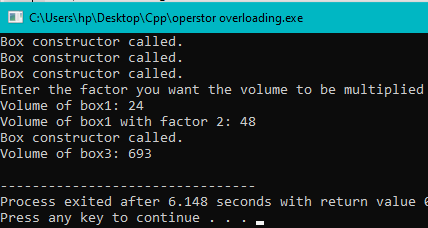 C:\Users\hp\Desktop\Cpp\operstor overloading.exe
Box constructor called.
Box constructor called.
Box constructor called.
Enter the factor you want the volume to be multiplied
Volume of box1: 24
Volume of box1 with factor 2: 48
Box constructor called.
Volume of box3: 693
--------------------------------
Process exited after 6.148 seconds with return value 0
Press any key to continue . . .